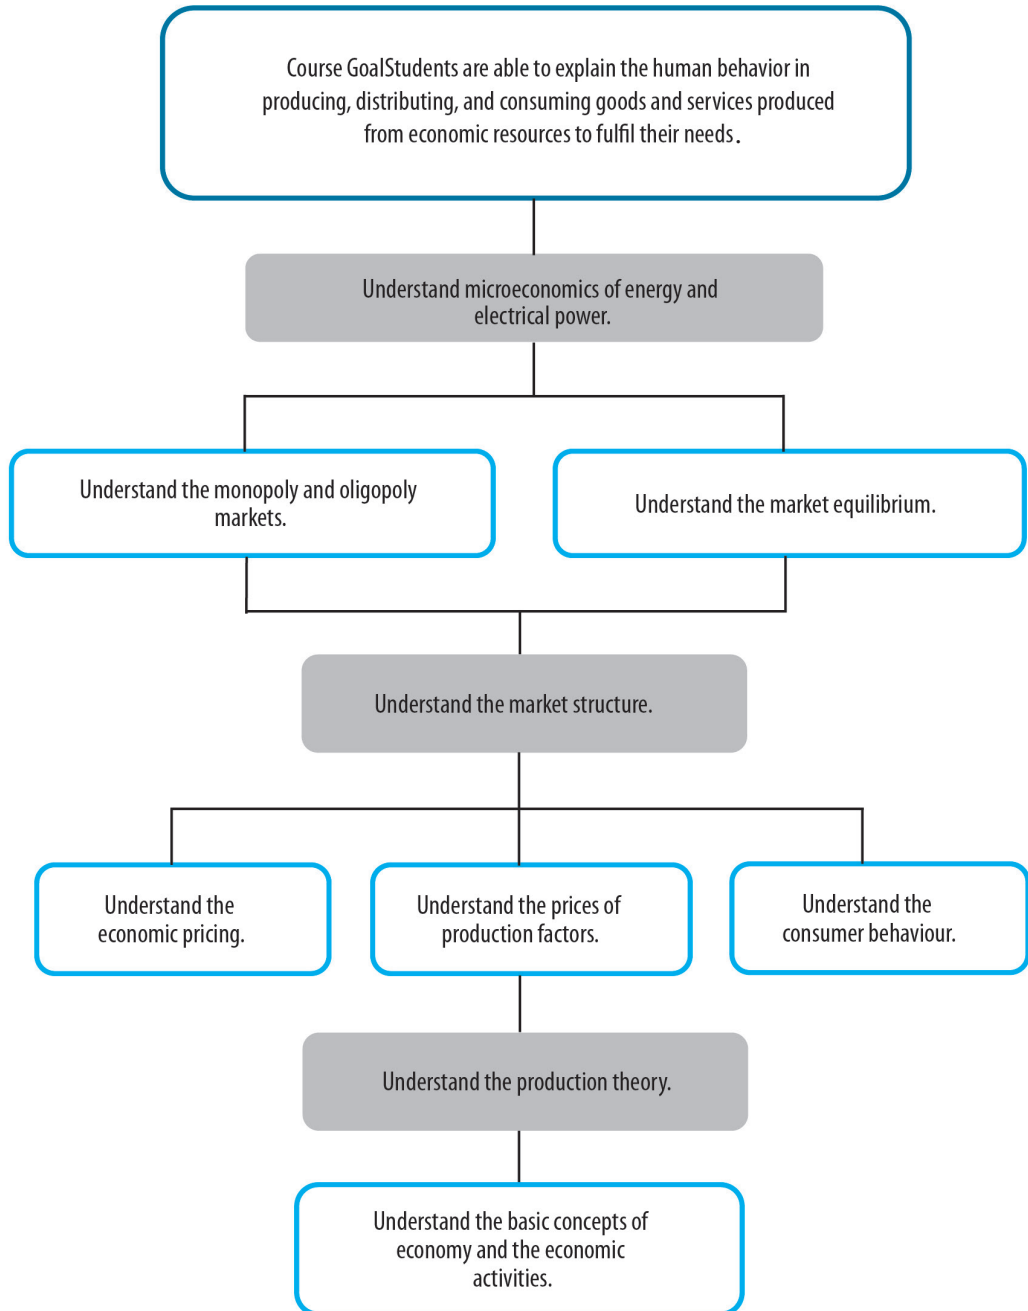 Course GoalStudents are able to explain the human behavior in
producing, distributing, and consuming goods and services produced
from economic resources to fulfil their needs.
Understand microeconomics of energy and
electrical power.
Understand the monopoly and oligopoly
markets.
Understand the market equilibrium.
Understand the market structure.
Understand the
economic pricing.
Understand the prices of
production factors.
Understand the
consumer behaviour.
Understand the production theory.
Understand the basic concepts of
economy and the economic
activities.